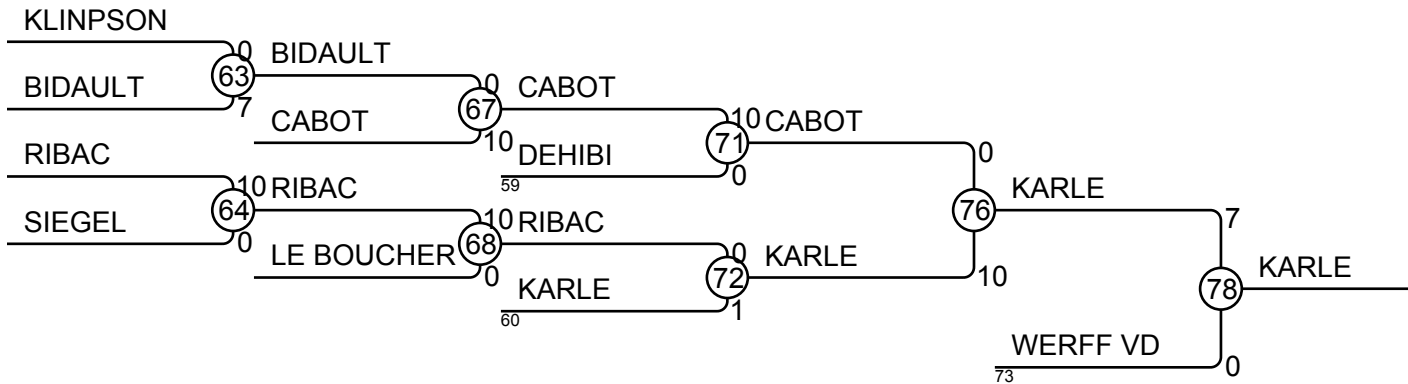 KLINPSON
0
63
BIDAULT
7
BIDAULT
0
67
CABOT
10
RIBAC
10
64
SIEGEL
0
RIBAC
10
68
LE BOUCHER
0
CABOT
10
71
DEHIBI
59
0
RIBAC
0
72
KARLE
60
1
CABOT
0
76
KARLE
10
KARLE
7
78
WERFF VD
73
0
KARLE